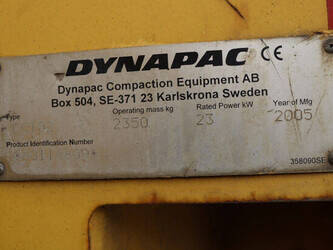 DYNAPAC CE
Dynapac Compaction Equipment AB
Box 504, SE-371 23 Karlskrona Sweden
Type Operating mass kg Rated Power kW Year of Mfg
2350 23 2005
Product Identification Number
358090SE